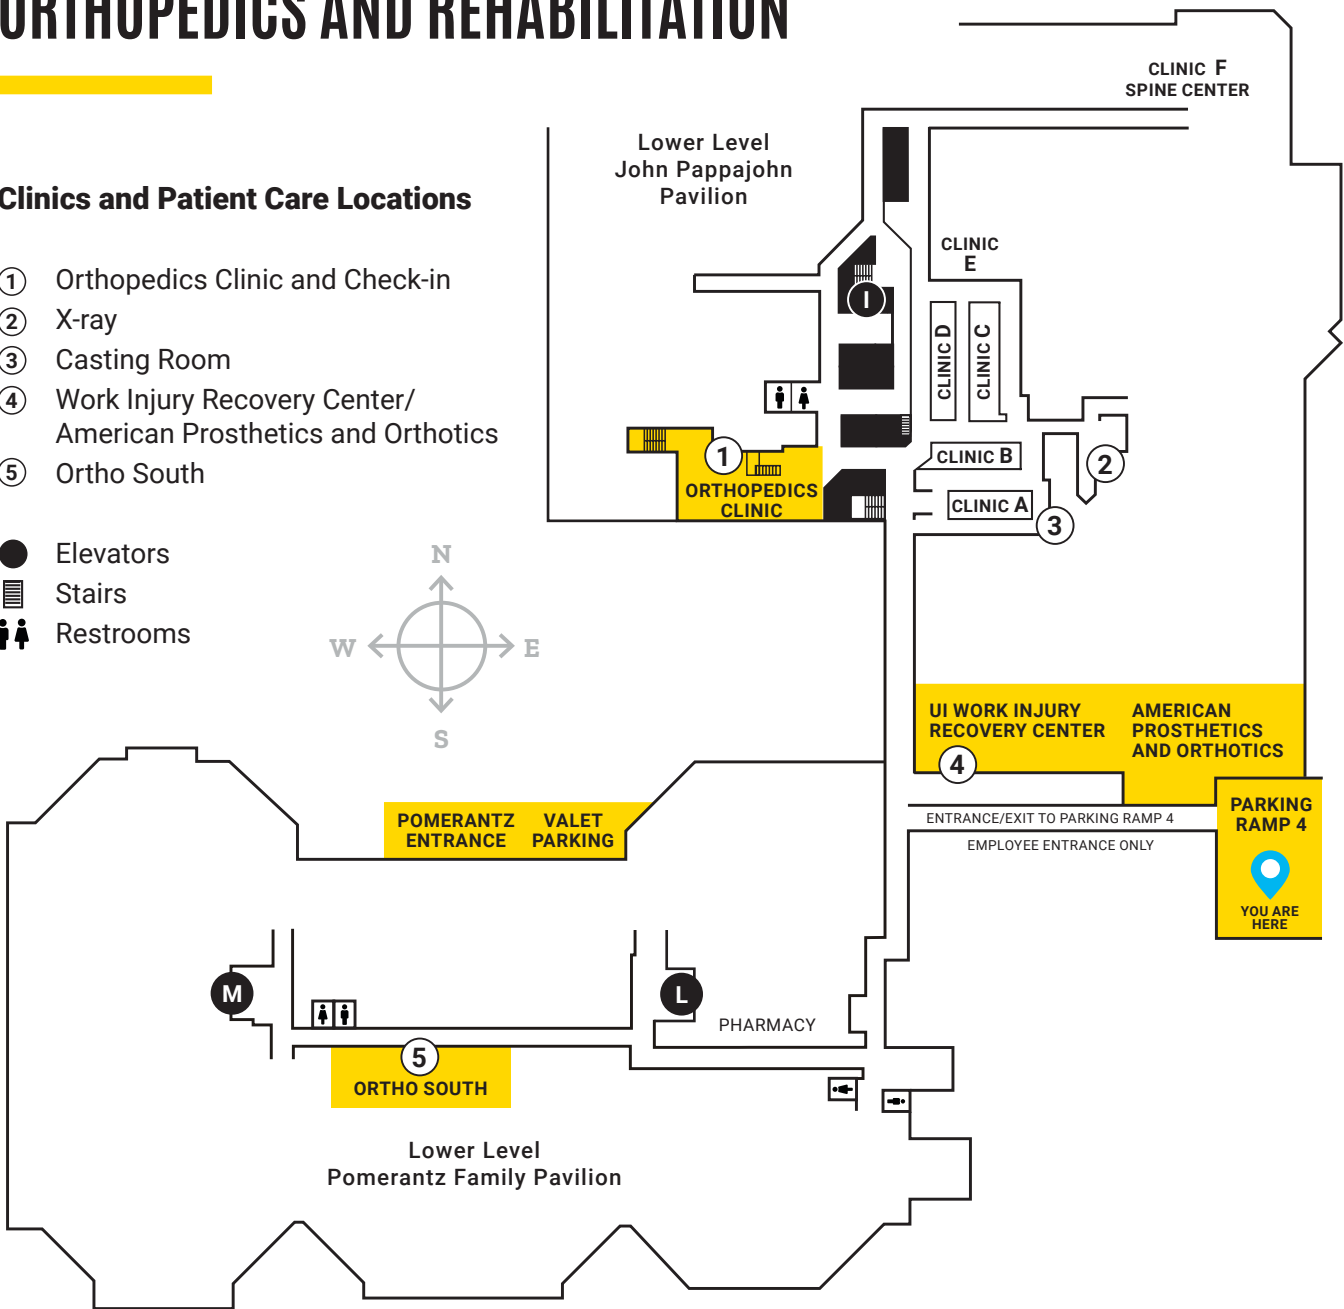 ORTHOPEDICS AND REHABILITATION
Clinics and Patient Care Locations
1 Orthopedics Clinic and Check-in
2 X-ray
3 Casting Room
4 Work Injury Recovery Center/
American Prosthetics and Orthotics
5 Ortho South
Elevators
Stairs
Restrooms
N
W E
S
Lower Level
John Pappajohn
Pavilion
CLINIC F
SPINE CENTER
CLINIC
E
I
CLINIC D
CLINIC C
CLINIC B
CLINIC A
1
ORTHOPEDICS
CLINIC
2
3
UI WORK INJURY
RECOVERY CENTER
4
AMERICAN
PROSTHETICS
AND ORTHOTICS
PARKING
RAMP 4
YOU ARE
HERE
ENTRANCE/EXIT TO PARKING RAMP 4
EMPLOYEE ENTRANCE ONLY
POMERANTZ
ENTRANCE
VALET
PARKING
M
L
PHARMACY
5
ORTHO SOUTH
Lower Level
Pomerantz Family Pavilion